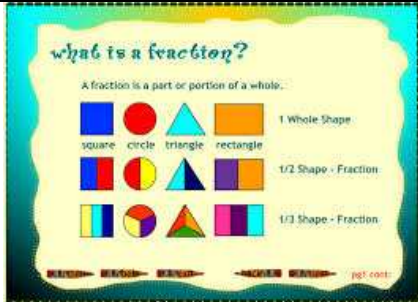 what is a fraction?
A fraction is a part or portion of a whole.
1 Whole Shape
square circle triangle rectangle
1/2 Shape - Fraction
1/3 Shape - Fraction
pg1 cont: